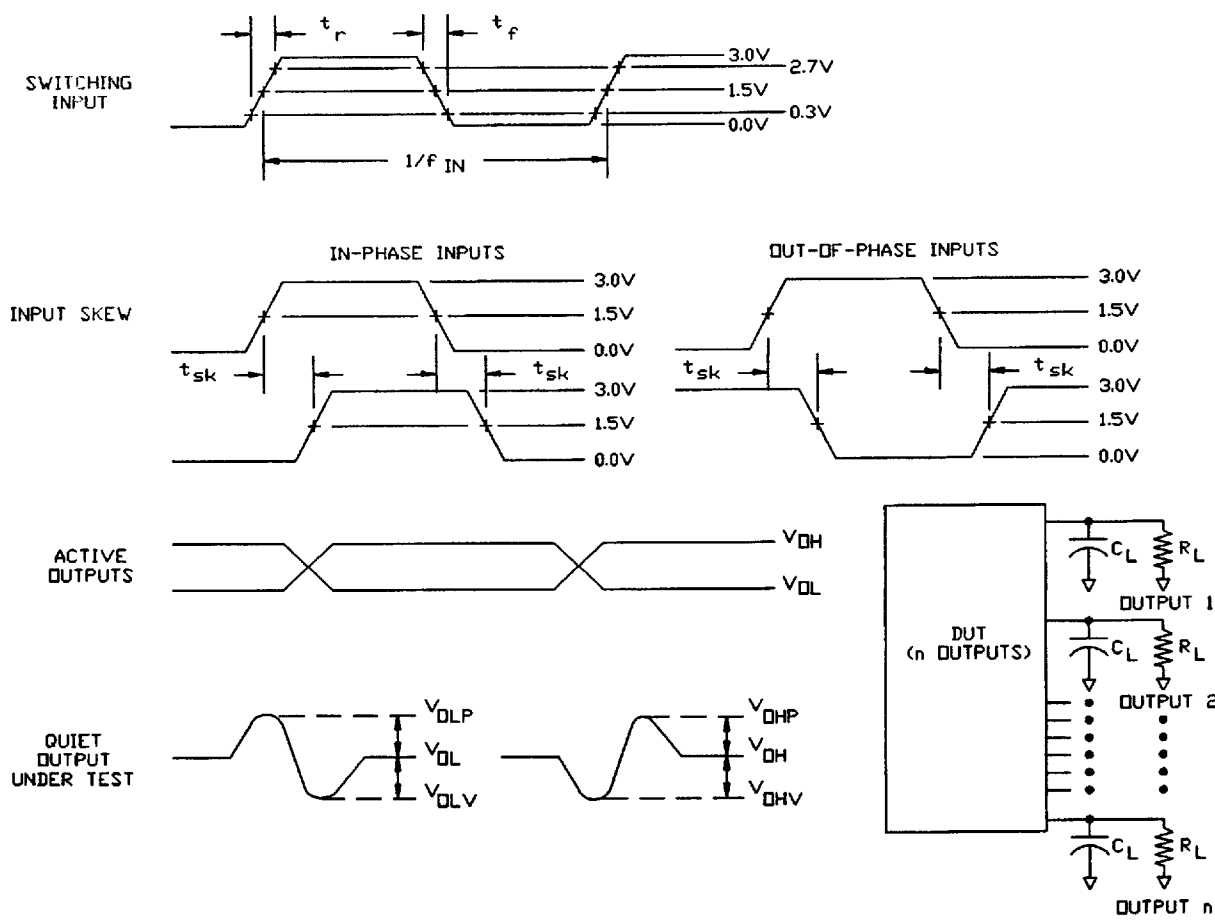 t_r
t_f
SWITCHING
INPUT
3.0V
2.7V
1.5V
0.3V
0.0V
1/f_IN
IN-PHASE INPUTS
OUT-OF-PHASE INPUTS
INPUT SKEW
3.0V
1.5V
0.0V
t_sk
t_sk
3.0V
1.5V
0.0V
3.0V
1.5V
0.0V
t_sk
t_sk
3.0V
1.5V
0.0V
ACTIVE
OUTPUTS
V_OH
V_OL
QUIET
OUTPUT
UNDER TEST
V_OLP
V_OL
V_OLV
V_OHP
V_OH
V_OHV
DUT
(n OUTPUTS)
C_L
R_L
OUTPUT 1
C_L
R_L
OUTPUT 2
C_L
R_L
OUTPUT n